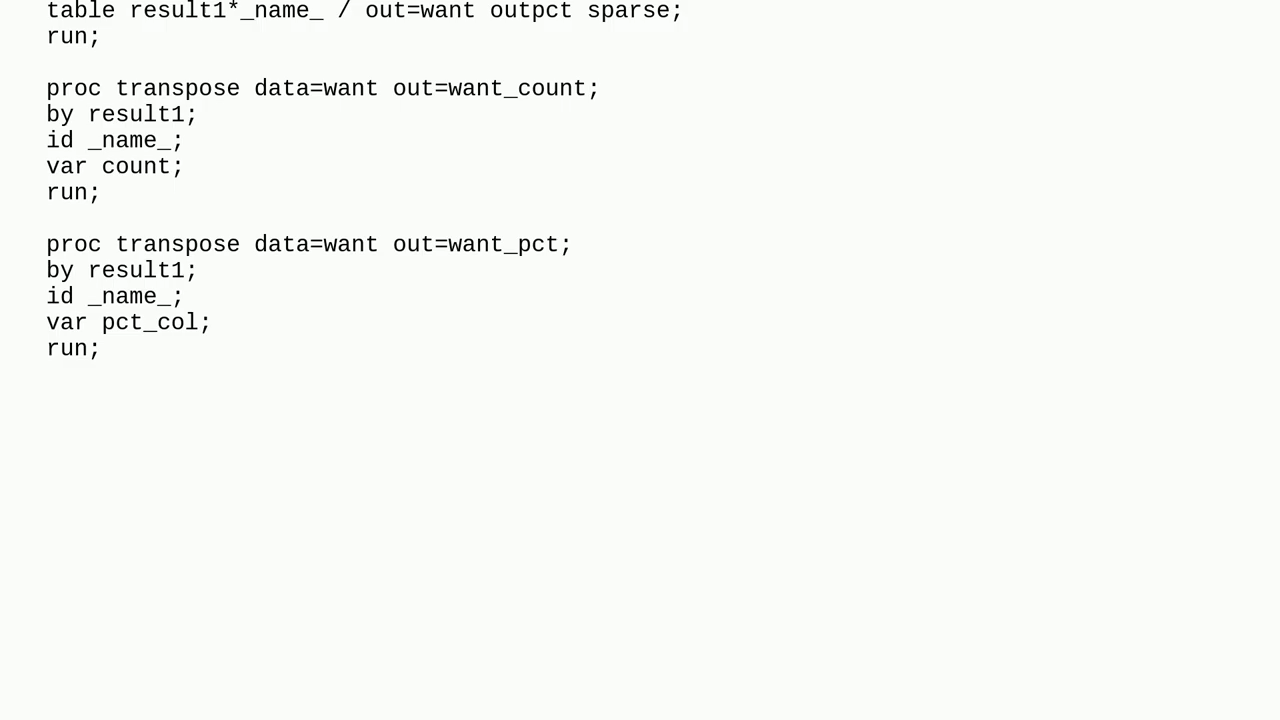 table result1*_name_ / out=want outpct sparse;
run;

proc transpose data=want out=want_count;
by result1;
id _name_;
var count;
run;

proc transpose data=want out=want_pct;
by result1;
id _name_;
var pct_col;
run;